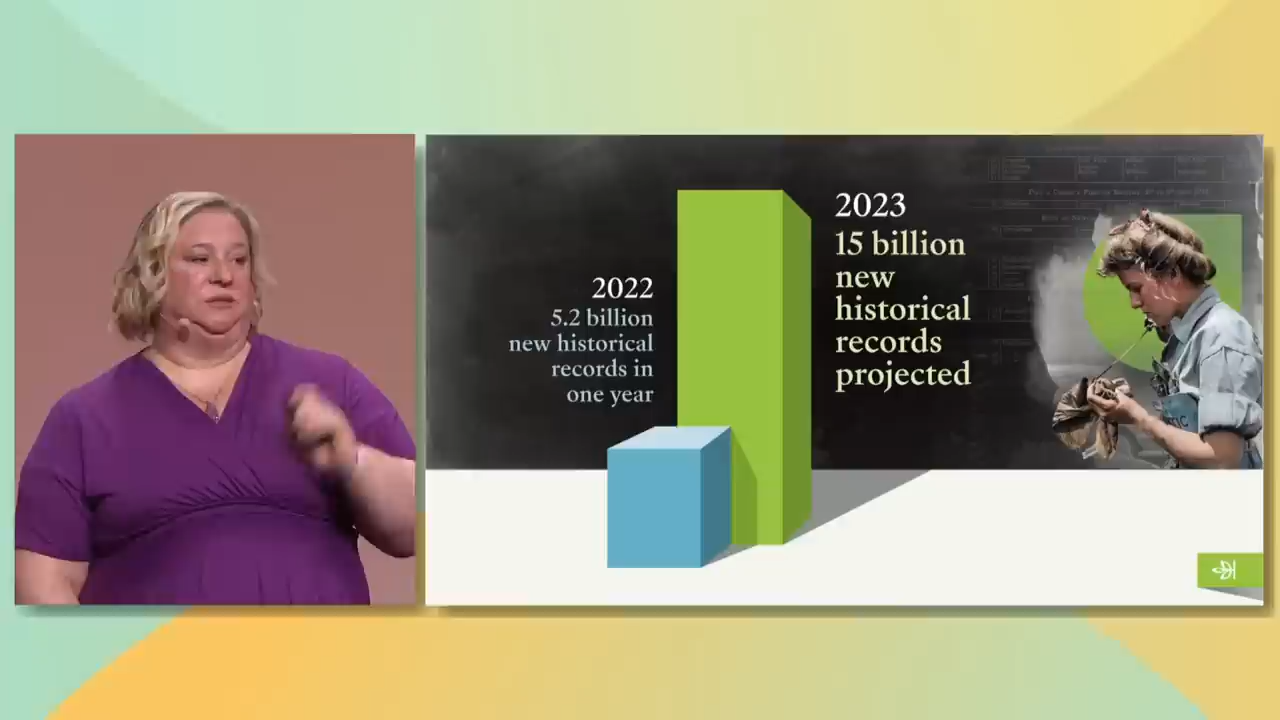 2022
5.2 billion
new historical
records in
one year
2023
15 billion
new
historical
records
projected